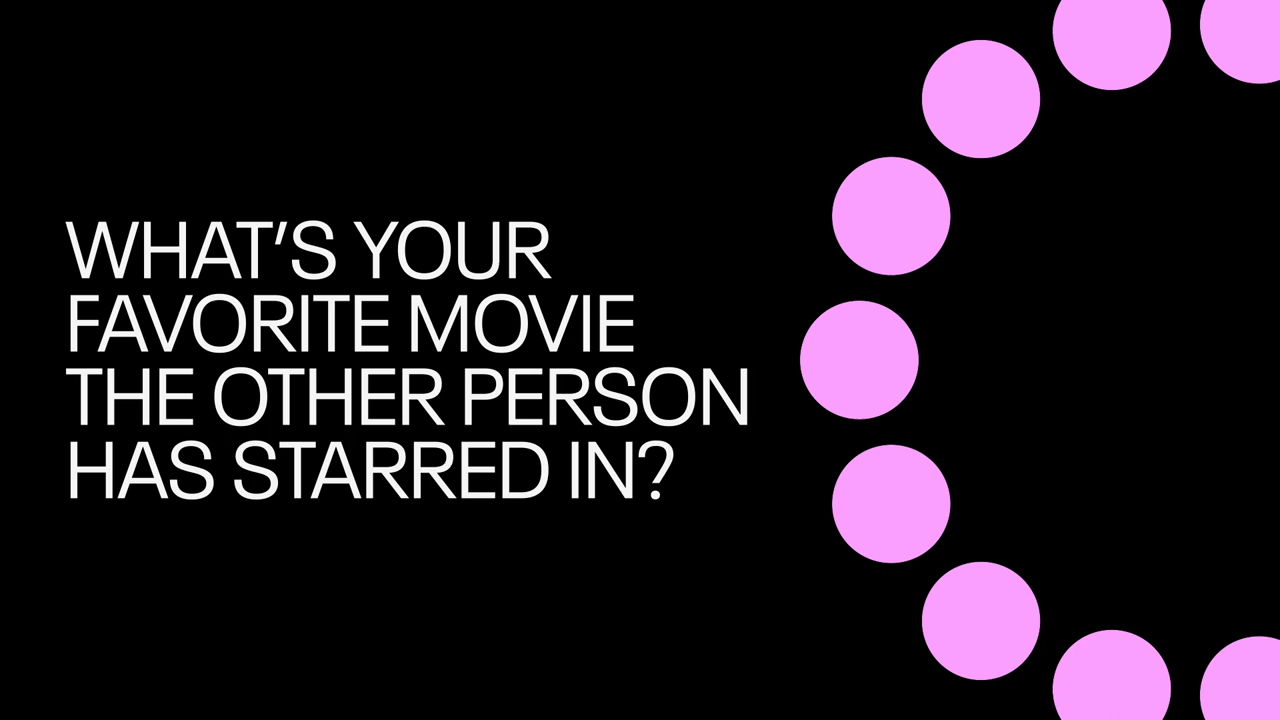 WHAT’S YOUR
FAVORITE MOVIE
THE OTHER PERSON
HAS STARRED IN?